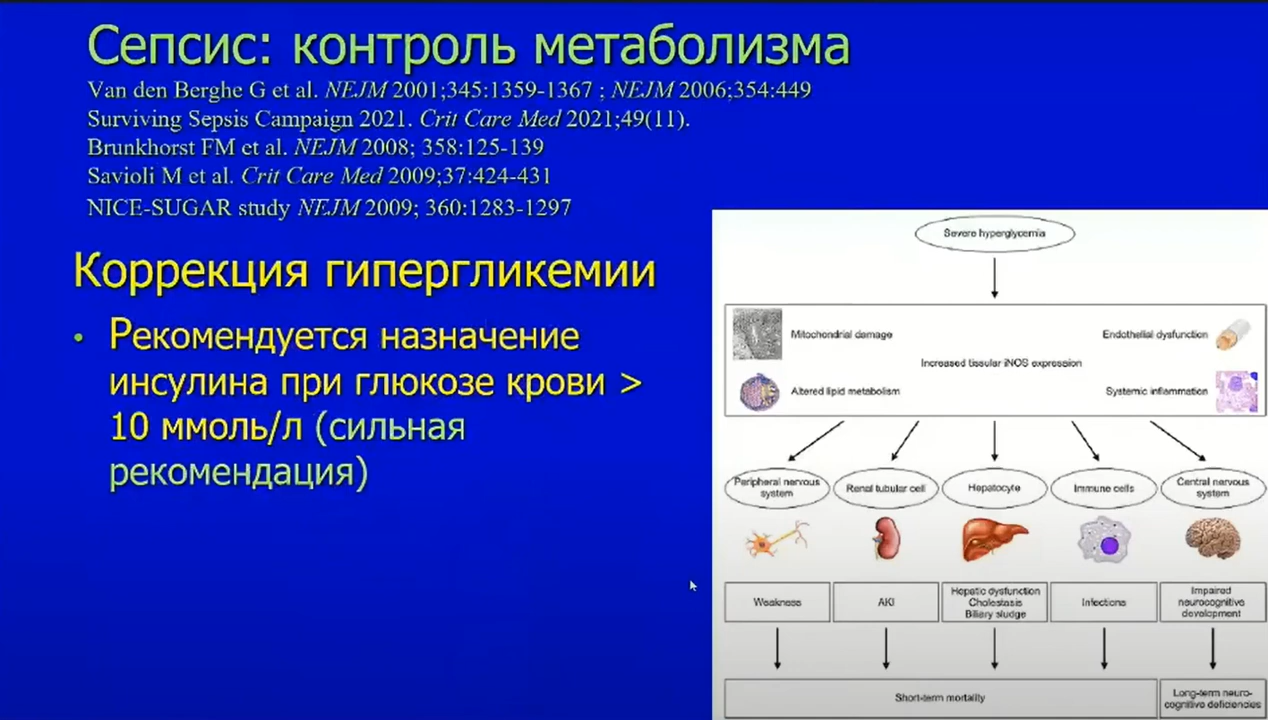 Сепсис: контроль метаболизма
Van den Berghe G et al. NEJM 2001;345:1359-1367 ; NEJM 2006;354:449
Surviving Sepsis Campaign 2021. Crit Care Med 2021;49(11).
Brunkhorst FM et al. NEJM 2008; 358:125-139
Savioli M et al. Crit Care Med 2009;37:424-431
NICE-SUGAR study NEJM 2009; 360:1283-1297
Коррекция гипергликемии
• Рекомендуется назначение
инсулина при глюкозе крови >
10 ммоль/л (сильная
рекомендация)
Severe hyperglycemia
Mitochondrial damage
Endothelial dysfunction
Increased tissular iNOS expression
Altered lipid metabolism
Systemic inflammation
Peripheral nervous
system
Renal tubular cell
Hepatocyte
Immune cells
Central nervous
system
Weakness
AKI
Hepatic dysfunction
Cholestasis
Biliary sludge
Infections
Impaired
neurocognitive
development
Short-term mortality
Long-term neuro-
cognitive deficiencies